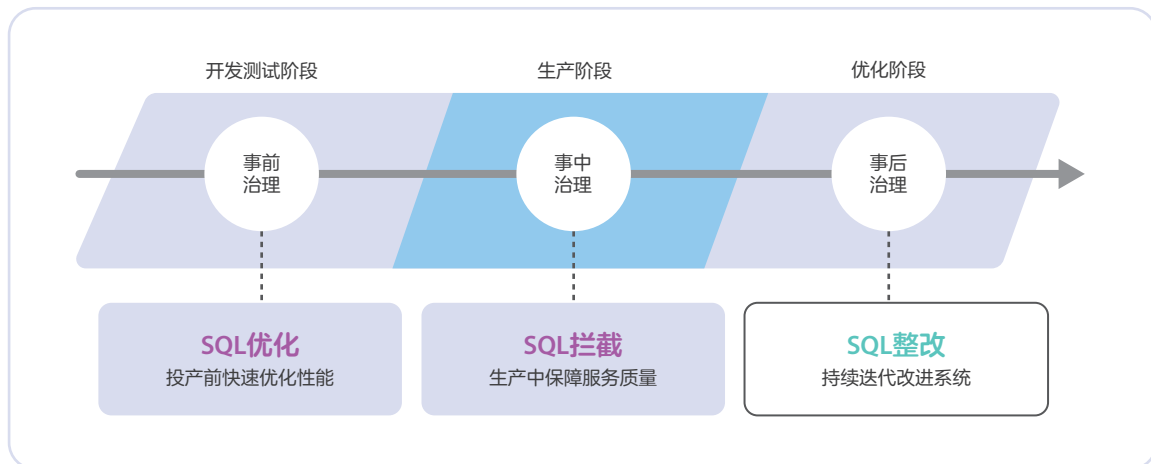 开发测试阶段
生产阶段
优化阶段
事前
治理
事中
治理
事后
治理
SQL优化
投产前快速优化性能
SQL拦截
生产中保障服务质量
SQL整改
持续迭代改进系统